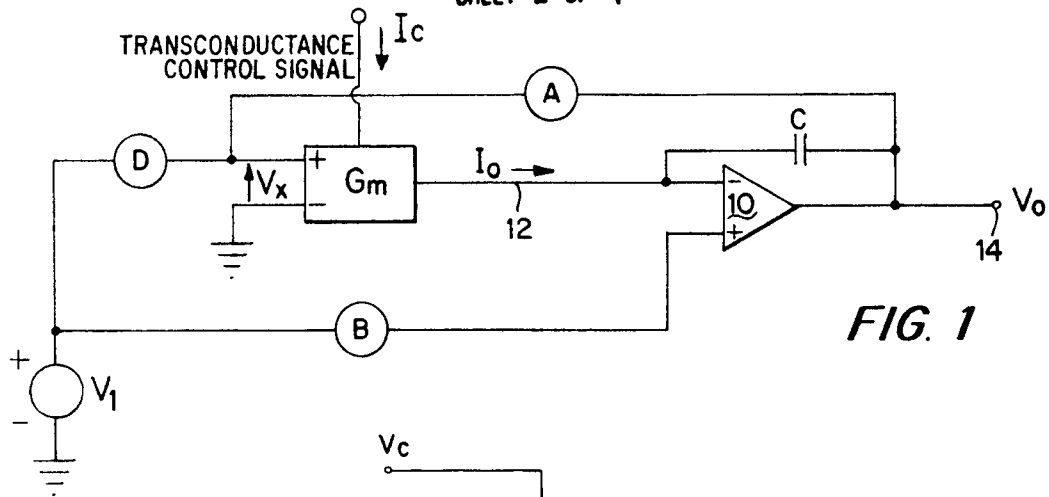 TRANSCONDUCTANCE
CONTROL SIGNAL
Ic
A
D
C
+
Vx
-
Gm
Io
12
-
10
+
Vo
14
B
FIG. 1
+
V1
-
Vc